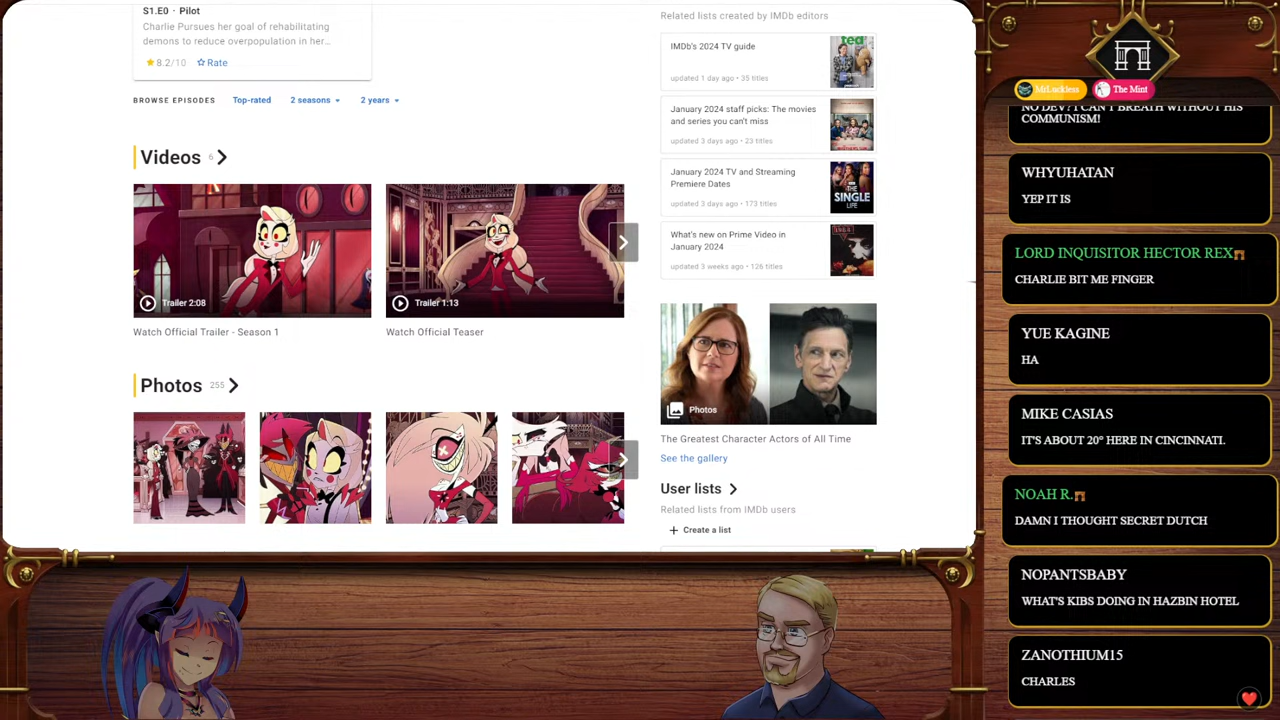 S1.E0 · Pilot
Charlie Pursues her goal of rehabilitating
demons to reduce overpopulation in her...
8.2/10 Rate
BROWSE EPISODES Top-rated 2 seasons 2 years
Videos 6
Trailer 2:08
Watch Official Trailer - Season 1
Trailer 1:13
Watch Official Teaser
Photos 255
Related lists created by IMDb editors
IMDb's 2024 TV guide
updated 1 day ago • 35 titles
ted
January 2024 staff picks: The movies
and series you can't miss
updated 3 days ago • 23 titles
January 2024 TV and Streaming
Premiere Dates
updated 3 days ago • 173 titles
THE
SINGLE
LIFE
What's new on Prime Video in
January 2024
updated 3 weeks ago • 126 titles
Photos
The Greatest Character Actors of All Time
See the gallery
User lists
Related lists from IMDb users
+ Create a list
MrLuckless The Mint
NO DEV? I CAN'T BREATH WITHOUT HIS
COMMUNISM!
WHYUHATAN
YEP IT IS
LORD INQUISITOR HECTOR REX
CHARLIE BIT ME FINGER
YUE KAGINE
HA
MIKE CASIAS
IT'S ABOUT 20° HERE IN CINCINNATI.
NOAH R.
DAMN I THOUGHT SECRET DUTCH
NOPANTSBABY
WHAT'S KIBS DOING IN HAZBIN HOTEL
ZANOTHIUM15
CHARLES